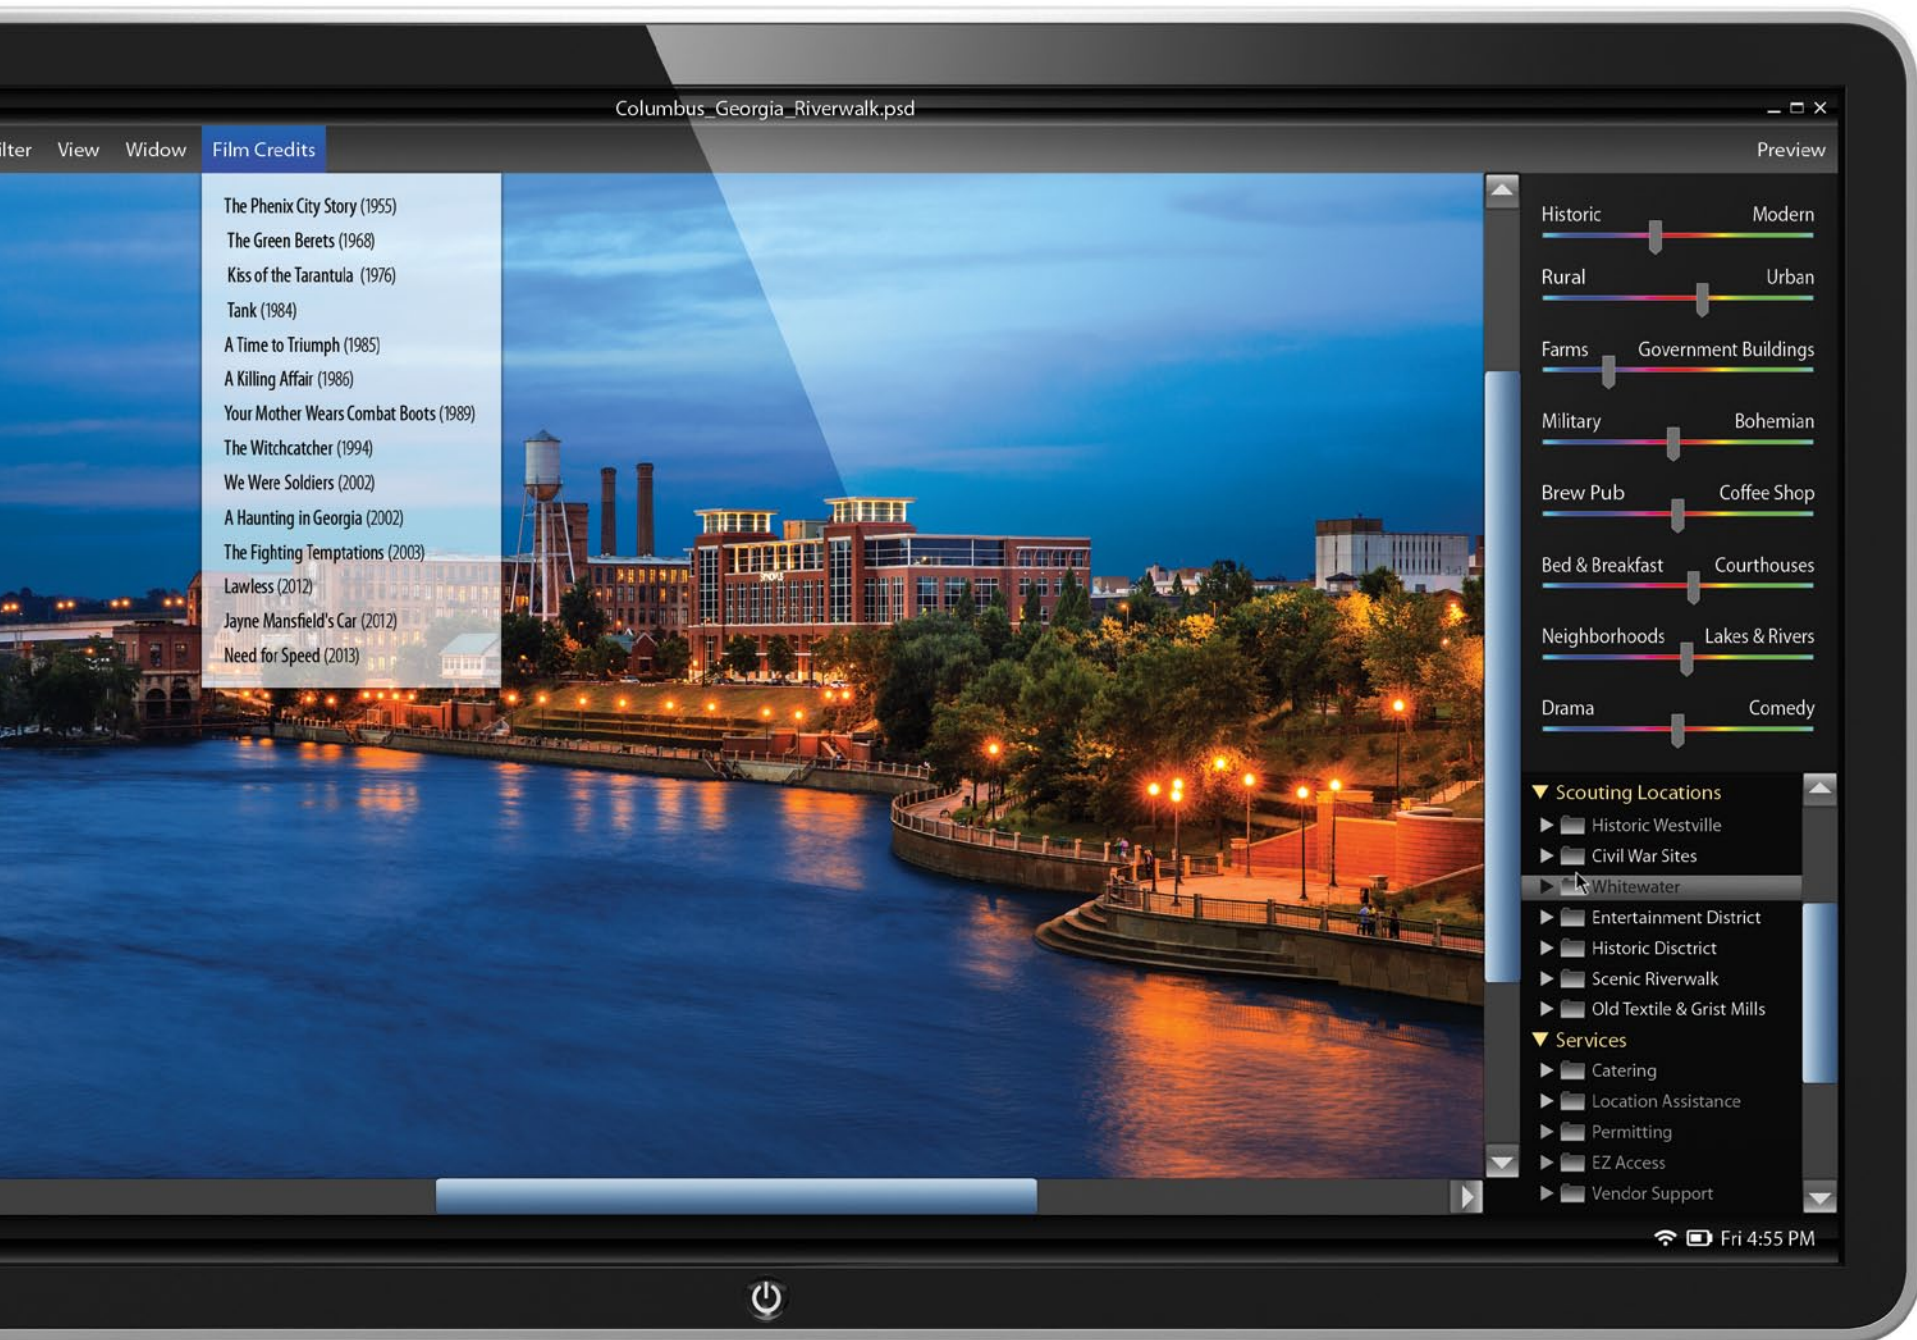 Columbus_Georgia_Riverwalk.psd
ilter View Widow Film Credits Preview
The Phenix City Story (1955)
The Green Berets (1968)
Kiss of the Tarantula (1976)
Tank (1984)
A Time to Triumph (1985)
A Killing Affair (1986)
Your Mother Wears Combat Boots (1989)
The Witchcatcher (1994)
We Were Soldiers (2002)
A Haunting in Georgia (2002)
The Fighting Temptations (2003)
Lawless (2012)
Jayne Mansfield's Car (2012)
Need for Speed (2013)
SYNOVUS
Historic Modern
Rural Urban
Farms Government Buildings
Military Bohemian
Brew Pub Coffee Shop
Bed & Breakfast Courthouses
Neighborhoods Lakes & Rivers
Drama Comedy
Scouting Locations
Historic Westville
Civil War Sites
Whitewater
Entertainment District
Historic Disctrict
Scenic Riverwalk
Old Textile & Grist Mills
Services
Catering
Location Assistance
Permitting
EZ Access
Vendor Support
Fri 4:55 PM